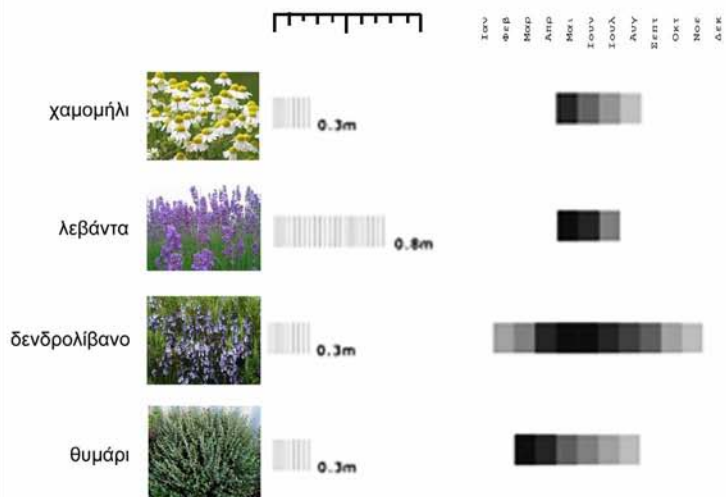 Ιαν Φεβ Μαρ Απρ Μαι Ιουν Ιουλ Αυγ Σεπτ Οκτ Νοε Δεκ
χαμομήλι
0.3m
λεβάντα
0.8m
δενδρολίβανο
0.3m
θυμάρι
0.3m